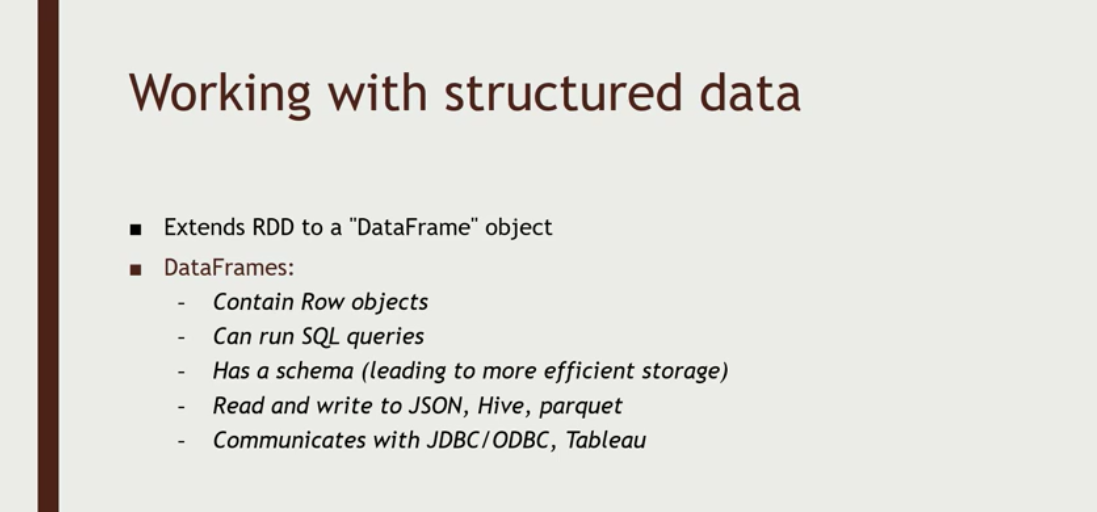 Working with structured data
■ Extends RDD to a "DataFrame" object
■ DataFrames:
– Contain Row objects
– Can run SQL queries
– Has a schema (leading to more efficient storage)
– Read and write to JSON, Hive, parquet
– Communicates with JDBC/ODBC, Tableau